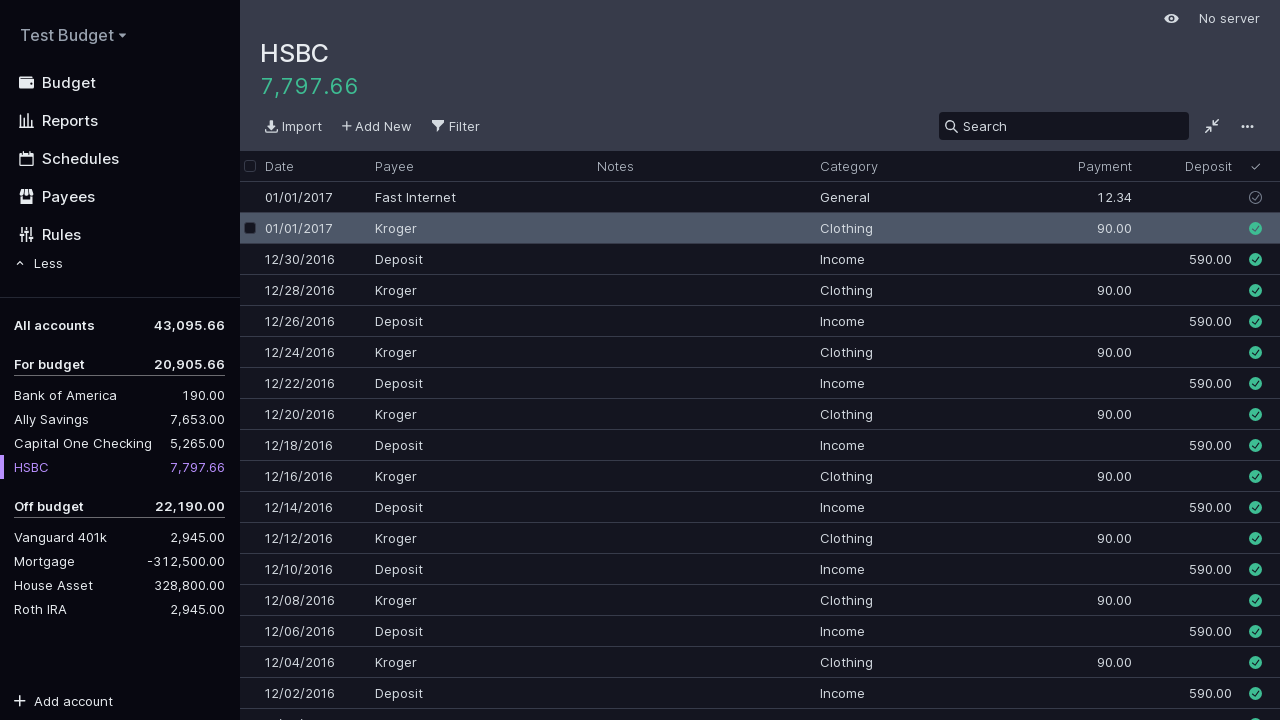 Test Budget
Budget
Reports
Schedules
Payees
Rules
Less
All accounts 43,095.66
For budget 20,905.66
Bank of America 190.00
Ally Savings 7,653.00
Capital One Checking 5,265.00
HSBC 7,797.66
Off budget 22,190.00
Vanguard 401k 2,945.00
Mortgage -312,500.00
House Asset 328,800.00
Roth IRA 2,945.00
Add account
No server
HSBC
7,797.66
Import Add New Filter Search
Date Payee Notes Category Payment Deposit
01/01/2017 Fast Internet General 12.34
01/01/2017 Kroger Clothing 90.00
12/30/2016 Deposit Income 590.00
12/28/2016 Kroger Clothing 90.00
12/26/2016 Deposit Income 590.00
12/24/2016 Kroger Clothing 90.00
12/22/2016 Deposit Income 590.00
12/20/2016 Kroger Clothing 90.00
12/18/2016 Deposit Income 590.00
12/16/2016 Kroger Clothing 90.00
12/14/2016 Deposit Income 590.00
12/12/2016 Kroger Clothing 90.00
12/10/2016 Deposit Income 590.00
12/08/2016 Kroger Clothing 90.00
12/06/2016 Deposit Income 590.00
12/04/2016 Kroger Clothing 90.00
12/02/2016 Deposit Income 590.00